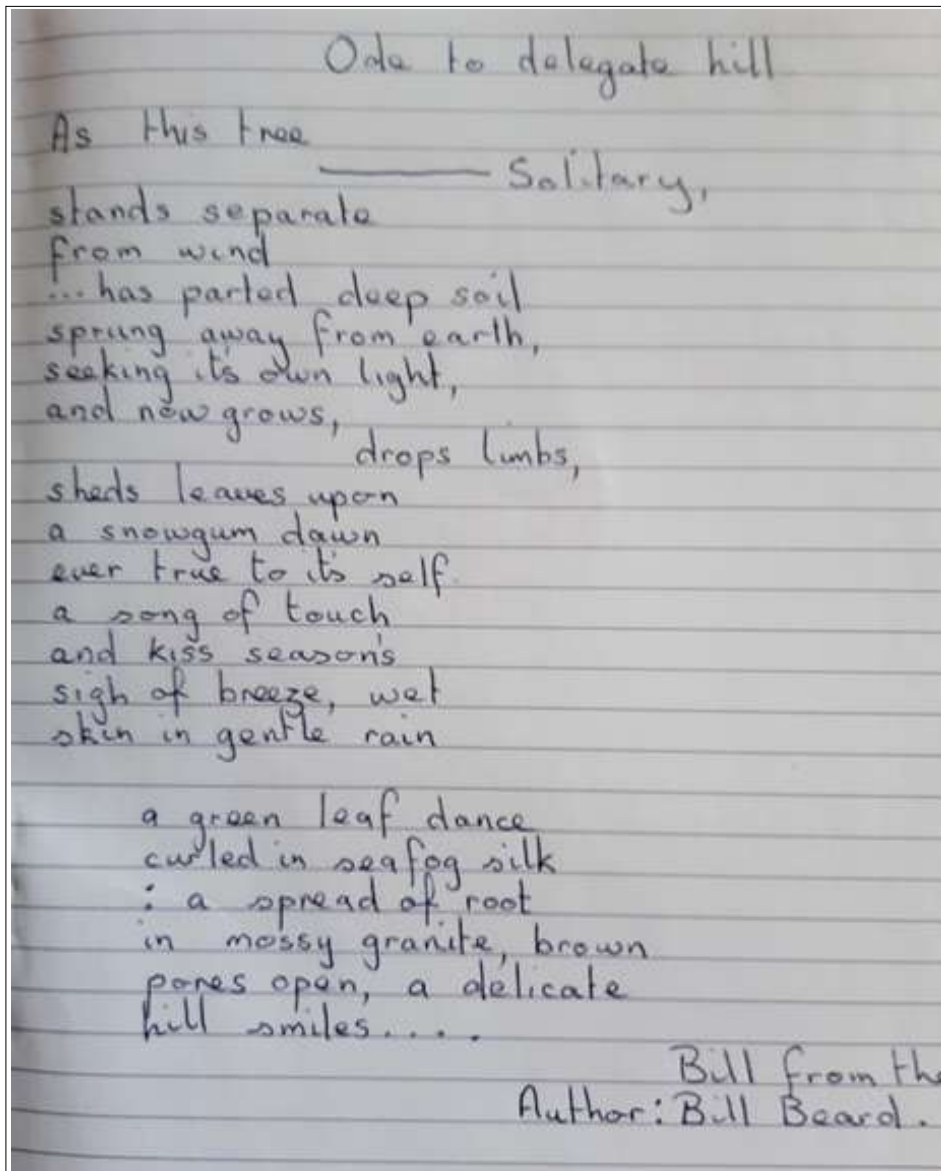 Ode to delegate hill
As this tree
——— Solitary,
stands separate
from wind
...has parted deep soil
sprung away from earth,
seeking it's own light,
and now grows,
drops limbs,
sheds leaves upon
a snowgum dawn
ever true to it's self
a song of touch
and kiss season's
sigh of breeze, wet
skin in gentle rain
a green leaf dance
curled in seafog silk
: a spread of root
in mossy granite, brown
pores open, a delicate
hill smiles....
Bill from the
Author: Bill Beard.